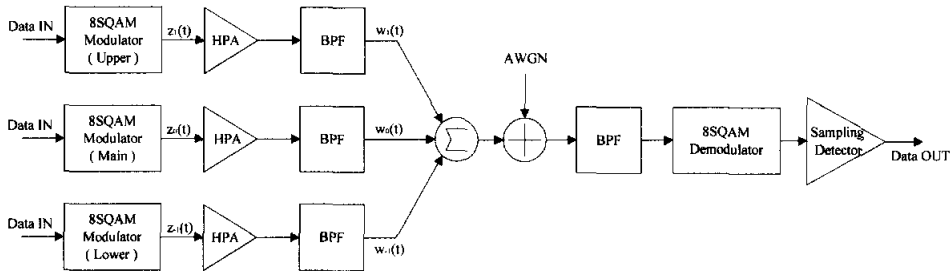 Data IN
8SQAM
Modulator
( Upper )
z₁(t)
HPA
BPF
w₁(t)
Data IN
8SQAM
Modulator
( Main )
z₀(t)
HPA
BPF
w₀(t)
Data IN
8SQAM
Modulator
( Lower )
z₋₁(t)
HPA
BPF
w₋₁(t)
Σ
AWGN
BPF
8SQAM
Demodulator
Sampling
Detector
Data OUT